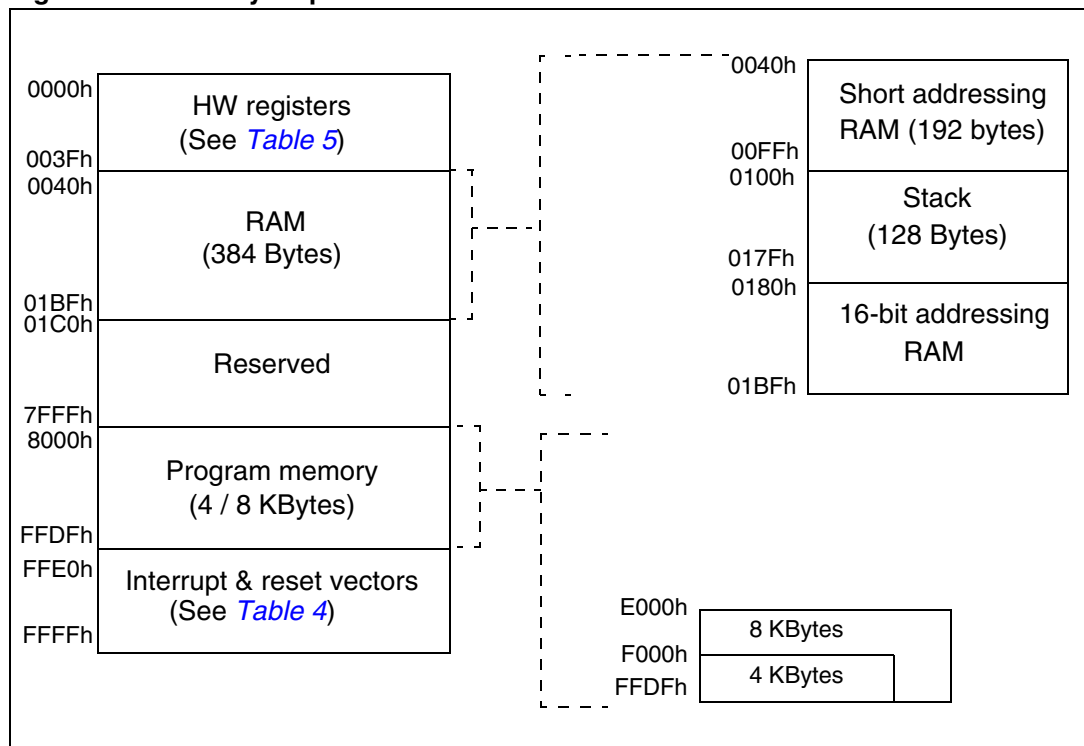 0000h
HW registers
(See Table 5)
003Fh
0040h
RAM
(384 Bytes)
01BFh
01C0h
Reserved
7FFFh
8000h
Program memory
(4 / 8 KBytes)
FFDFh
FFE0h
Interrupt & reset vectors
(See Table 4)
FFFFh
0040h
Short addressing
RAM (192 bytes)
00FFh
0100h
Stack
(128 Bytes)
017Fh
0180h
16-bit addressing
RAM
01BFh
E000h
8 KBytes
F000h
4 KBytes
FFDFh